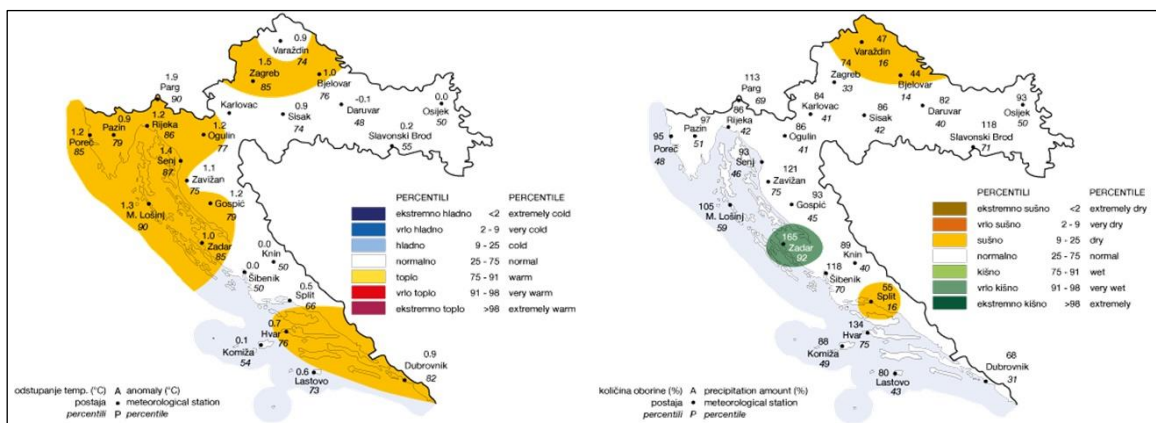 0.9
Varaždin
74
1.5
Zagreb
85
1.0
Bjelovar
76
1.9
Parg
90
Karlovac
0.9
Sisak
74
-0.1
Daruvar
48
0.0
Osijek
50
0.2
Slavonski Brod
55
1.2
Poreč
85
0.9
Pazin
79
1.2
Rijeka
86
1.2
Ogulin
77
1.4
Senj
87
1.1
Zavižan
75
1.2
Gospić
79
1.3
M. Lošinj
90
1.0
Zadar
85
0.0
Knin
50
0.0
Šibenik
50
0.5
Split
66
0.7
Hvar
76
0.1
Komiža
54
0.6
Lastovo
73
0.9
Dubrovnik
82
PERCENTILI PERCENTILE
ekstremno hladno <2 extremely cold
vrlo hladno 2 - 9 very cold
hladno 9 - 25 cold
normalno 25 - 75 normal
toplo 75 - 91 warm
vrlo toplo 91 - 98 very warm
ekstremno toplo >98 extremely warm
odstupanje temp. (°C) A anomaly (°C)
postaja • meteorological station
percentili P percentile
47
Varaždin
16
74
Zagreb
33
44
Bjelovar
14
113
Parg
69
84
Karlovac
41
86
Sisak
42
82
Daruvar
40
93
Osijek
50
118
Slavonski Brod
71
95
Poreč
48
97
Pazin
51
86
Rijeka
42
86
Ogulin
41
93
Senj
46
121
Zavižan
75
93
Gospić
45
105
M. Lošinj
59
165
Zadar
92
89
Knin
40
118
Šibenik
70
55
Split
16
134
Hvar
75
88
Komiža
49
80
Lastovo
43
68
Dubrovnik
31
PERCENTILI PERCENTILE
ekstremno sušno <2 extremely dry
vrlo sušno 2 - 9 very dry
sušno 9 - 25 dry
normalno 25 - 75 normal
kišno 75 - 91 wet
vrlo kišno 91 - 98 very wet
ekstremno kišno >98 extremely
količina oborine (%) A precipitation amount (%)
postaja • meteorological station
percentili P percentile